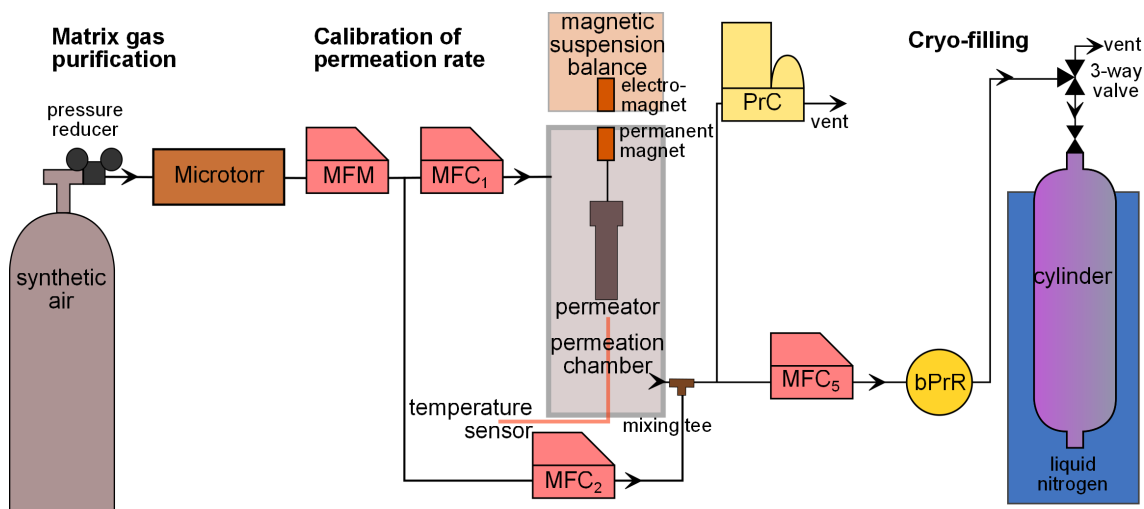 Matrix gas
purification
Calibration of
permeation rate
magnetic
suspension
balance
electro-
magnet
permanent
magnet
PrC
vent
Cryo-filling
vent
3-way
valve
pressure
reducer
Microtorr
MFM
MFC₁
synthetic
air
permeator
permeation
chamber
cylinder
MFC₅
bPrR
temperature
sensor
mixing tee
MFC₂
liquid
nitrogen